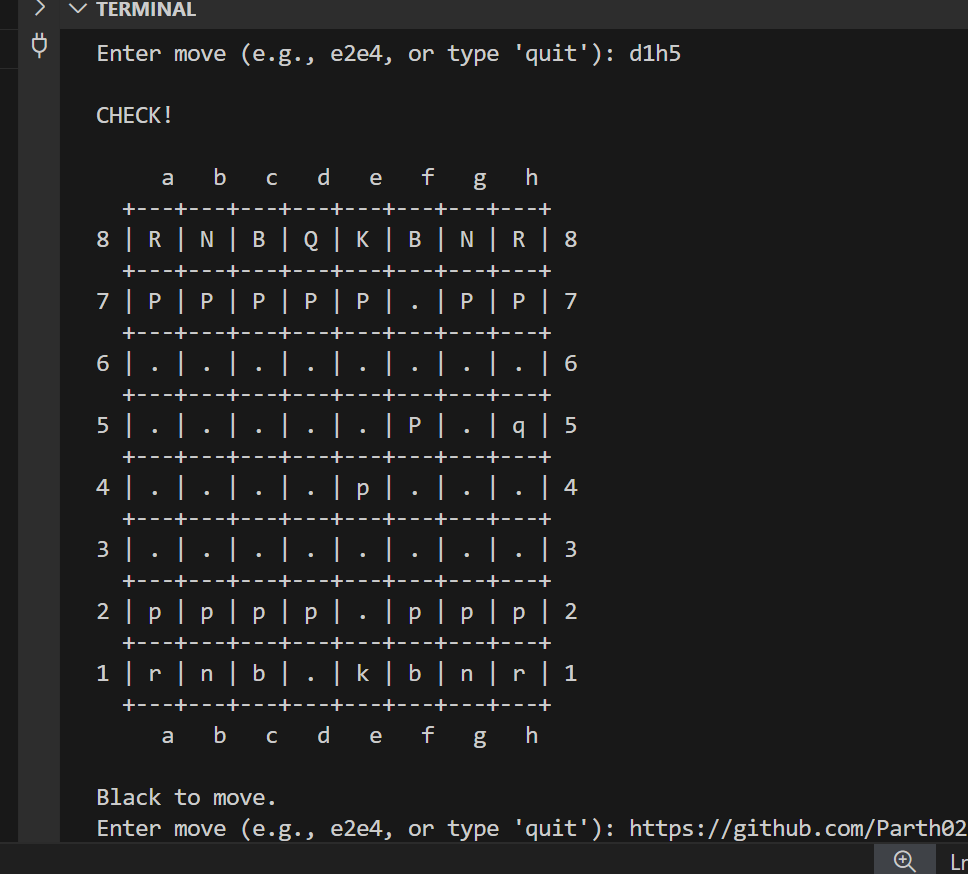 TERMINAL
Enter move (e.g., e2e4, or type 'quit'): d1h5
CHECK!
a b c d e f g h
+---+---+---+---+---+---+---+---+
8 | R | N | B | Q | K | B | N | R | 8
+---+---+---+---+---+---+---+---+
7 | P | P | P | P | P | . | P | P | 7
+---+---+---+---+---+---+---+---+
6 | . | . | . | . | . | . | . | . | 6
+---+---+---+---+---+---+---+---+
5 | . | . | . | . | . | P | . | q | 5
+---+---+---+---+---+---+---+---+
4 | . | . | . | . | p | . | . | . | 4
+---+---+---+---+---+---+---+---+
3 | . | . | . | . | . | . | . | . | 3
+---+---+---+---+---+---+---+---+
2 | p | p | p | p | . | p | p | p | 2
+---+---+---+---+---+---+---+---+
1 | r | n | b | . | k | b | n | r | 1
+---+---+---+---+---+---+---+---+
a b c d e f g h
Black to move.
Enter move (e.g., e2e4, or type 'quit'): https://github.com/Parth02
Ln